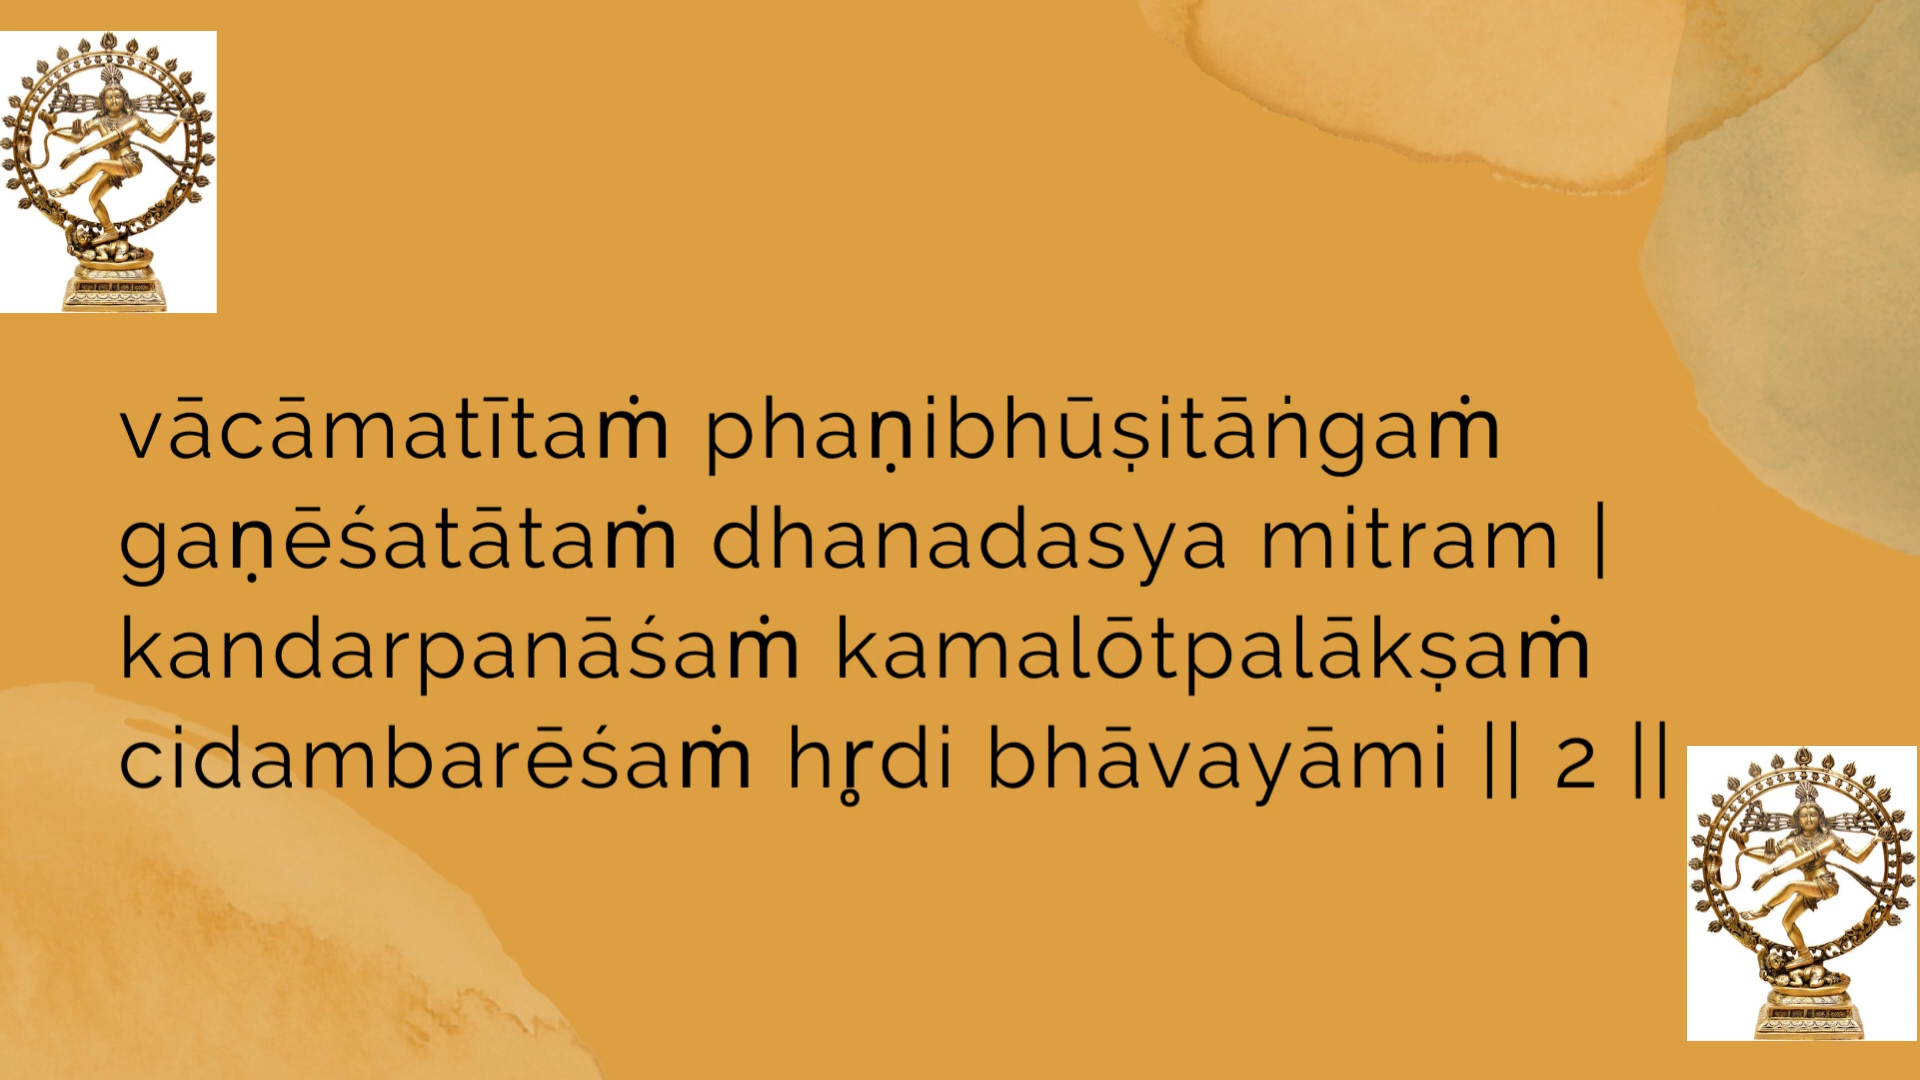 vācāmatītaṁ phaṇibhūṣitāṅgaṁ
gaṇēśatātaṁ dhanadasya mitram |
kandarpanāśaṁ kamalōtpalākṣaṁ
cidambarēśaṁ hr̥di bhāvayāmi || 2 ||